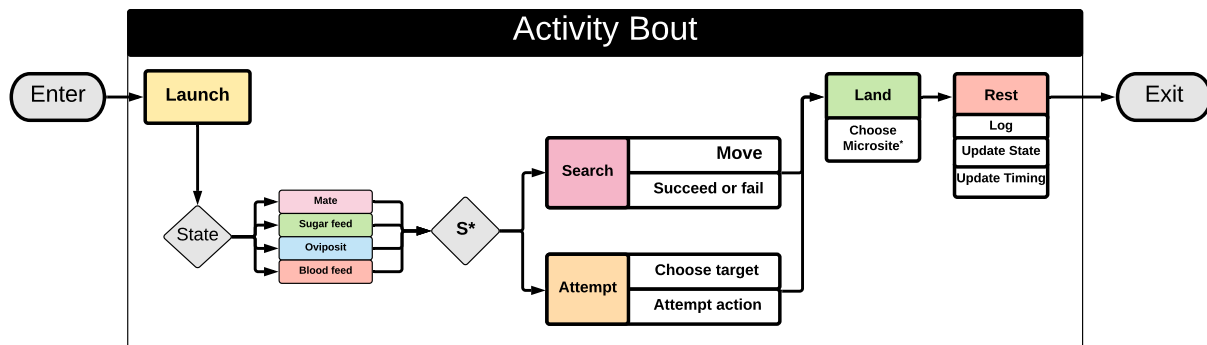 Activity Bout
Enter
Launch
State
Mate
Sugar feed
Oviposit
Blood feed
S*
Search
Move
Succeed or fail
Attempt
Choose target
Attempt action
Land
Choose
Microsite*
Rest
Log
Update State
Update Timing
Exit